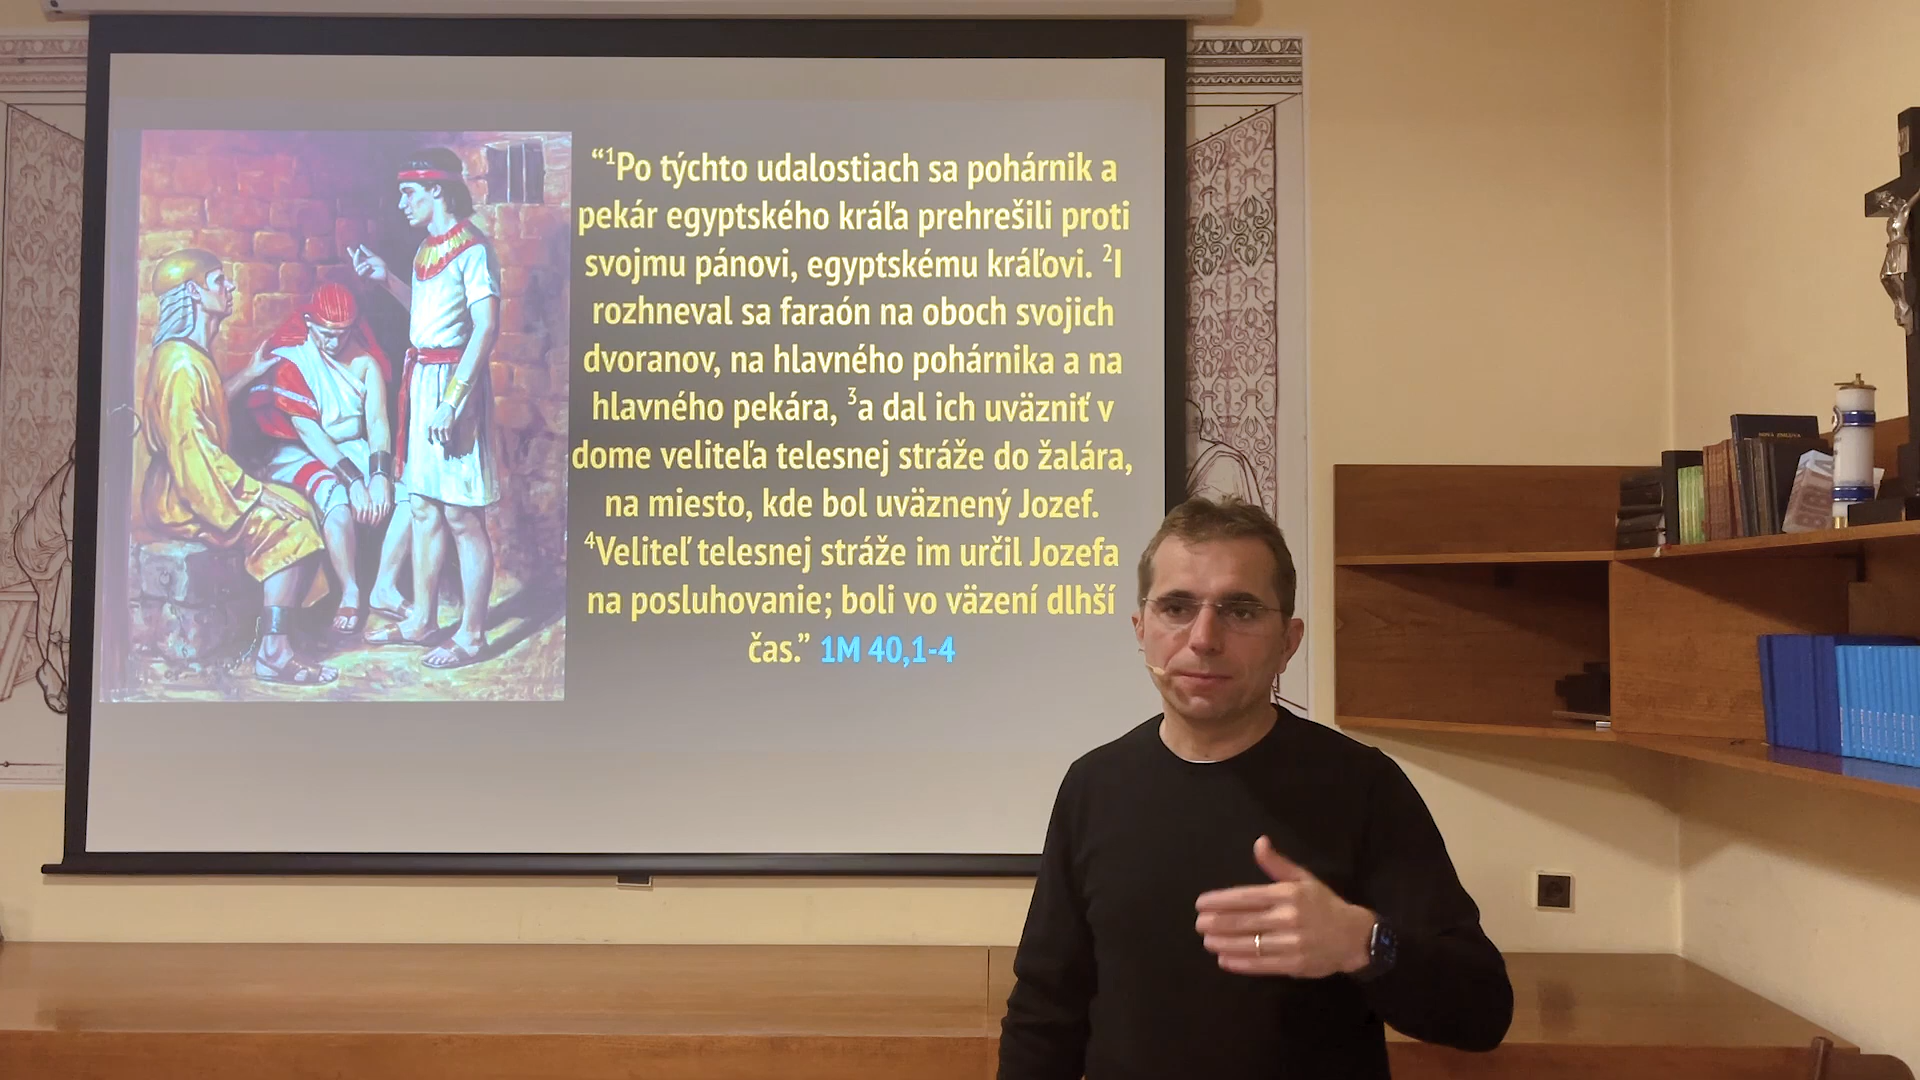 “¹Po týchto udalostiach sa pohárnik a
pekár egyptského kráľa prehrešili proti
svojmu pánovi, egyptskému kráľovi. ²I
rozhneval sa faraón na oboch svojich
dvoranov, na hlavného pohárnika a na
hlavného pekára, ³a dal ich uväzniť v
dome veliteľa telesnej stráže do žalára,
na miesto, kde bol uväznený Jozef.
⁴Veliteľ telesnej stráže im určil Jozefa
na posluhovanie; boli vo väzení dlhší
čas.” 1M 40,1-4
BIBLIA